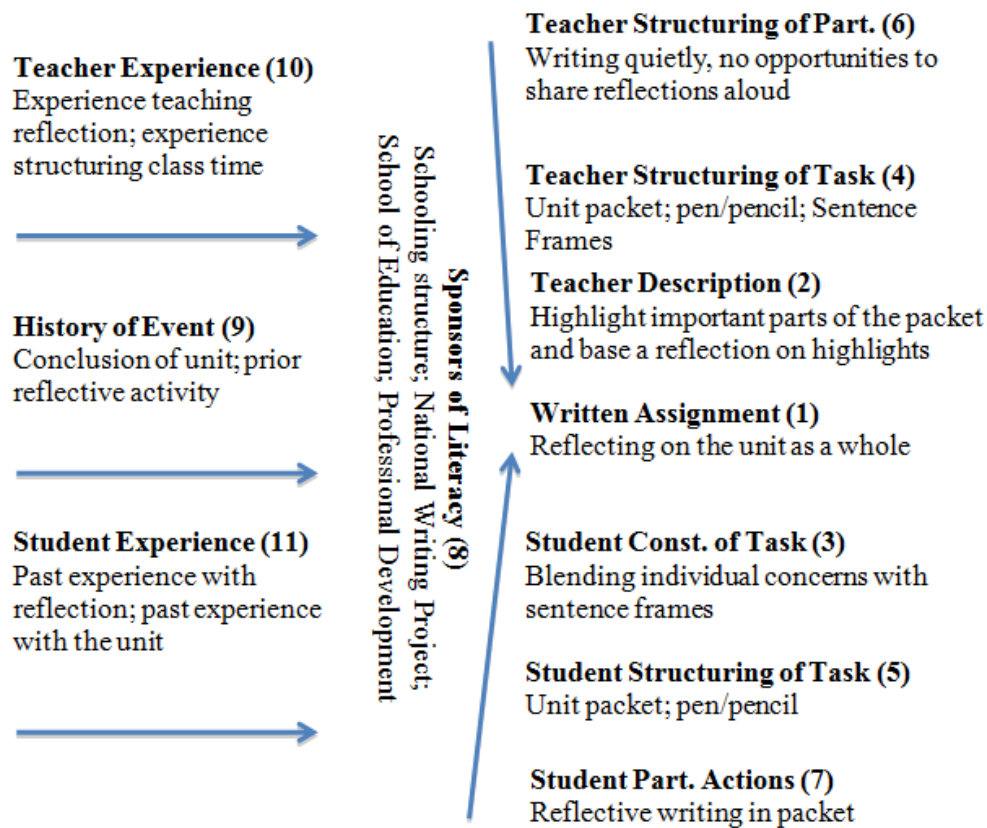 Teacher Experience (10)
Experience teaching
reflection; experience
structuring class time
History of Event (9)
Conclusion of unit; prior
reflective activity
Student Experience (11)
Past experience with
reflection; past experience
with the unit
Sponsors of Literacy (8)
Schooling structure; National Writing Project;
School of Education; Professional Development
Teacher Structuring of Part. (6)
Writing quietly, no opportunities to
share reflections aloud
Teacher Structuring of Task (4)
Unit packet; pen/pencil; Sentence
Frames
Teacher Description (2)
Highlight important parts of the packet
and base a reflection on highlights
Written Assignment (1)
Reflecting on the unit as a whole
Student Const. of Task (3)
Blending individual concerns with
sentence frames
Student Structuring of Task (5)
Unit packet; pen/pencil
Student Part. Actions (7)
Reflective writing in packet